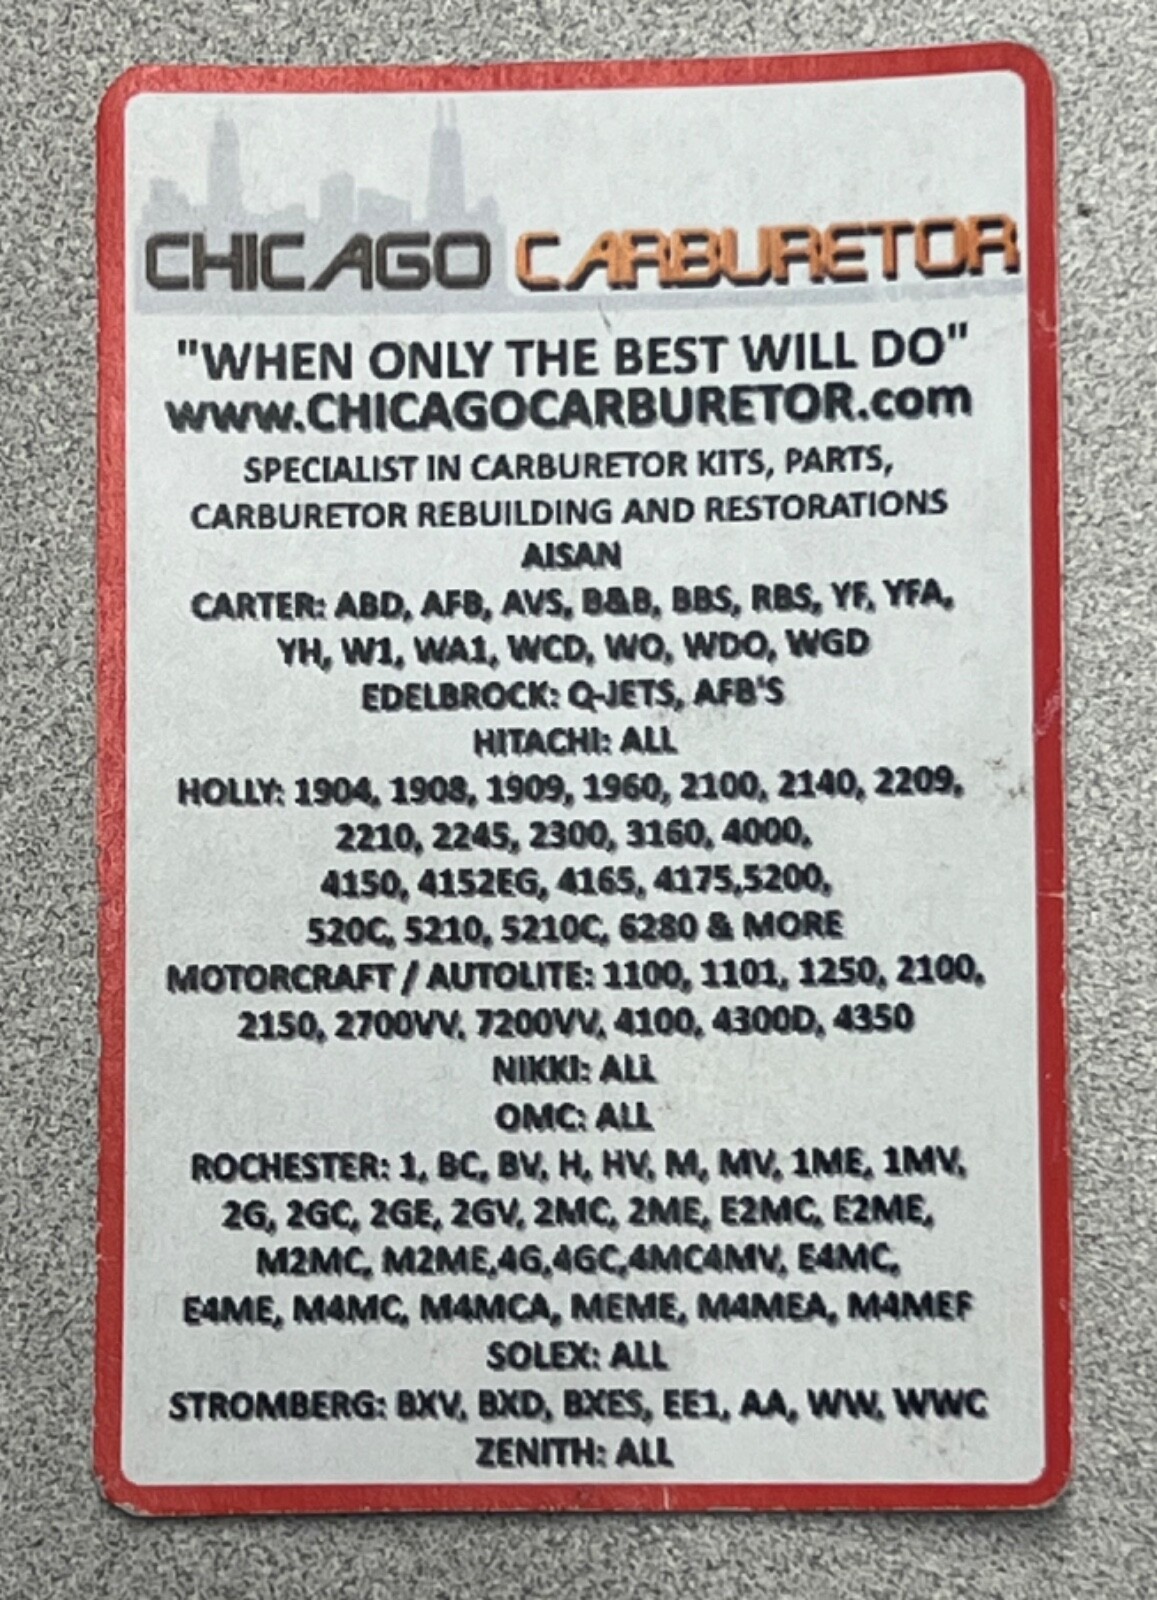 CHICAGO CARBURETOR
"WHEN ONLY THE BEST WILL DO"
www.CHICAGOCARBURETOR.com
SPECIALIST IN CARBURETOR KITS, PARTS,
CARBURETOR REBUILDING AND RESTORATIONS
AISAN
CARTER: ABD, AFB, AVS, B&B, BBS, RBS, YF, YFA,
YH, W1, WA1, WCD, WO, WDO, WGD
EDELBROCK: Q-JETS, AFB'S
HITACHI: ALL
HOLLY: 1904, 1908, 1909, 1960, 2100, 2140, 2209,
2210, 2245, 2300, 3160, 4000,
4150, 4152EG, 4165, 4175,5200,
520C, 5210, 5210C, 6280 & MORE
MOTORCRAFT / AUTOLITE: 1100, 1101, 1250, 2100,
2150, 2700VV, 7200VV, 4100, 4300D, 4350
NIKKI: ALL
OMC: ALL
ROCHESTER: 1, BC, BV, H, HV, M, MV, 1ME, 1MV,
2G, 2GC, 2GE, 2GV, 2MC, 2ME, E2MC, E2ME,
M2MC, M2ME,4G,4GC,4MC4MV, E4MC,
E4ME, M4MC, M4MCA, MEME, M4MEA, M4MEF
SOLEX: ALL
STROMBERG: BXV, BXD, BXES, EE1, AA, WW, WWC
ZENITH: ALL